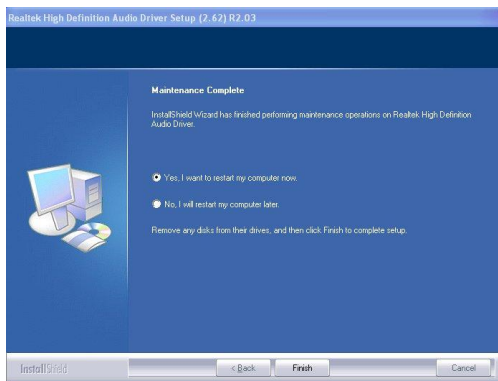 Realtek High Definition Audio Driver Setup (2.62) R2.03
Maintenance Complete
InstallShield Wizard has finished performing maintenance operations on Realtek High Definition
Audio Driver.
Yes, I want to restart my computer now.
No, I will restart my computer later.
Remove any disks from their drives, and then click Finish to complete setup.
InstallShield
< Back
Finish
Cancel